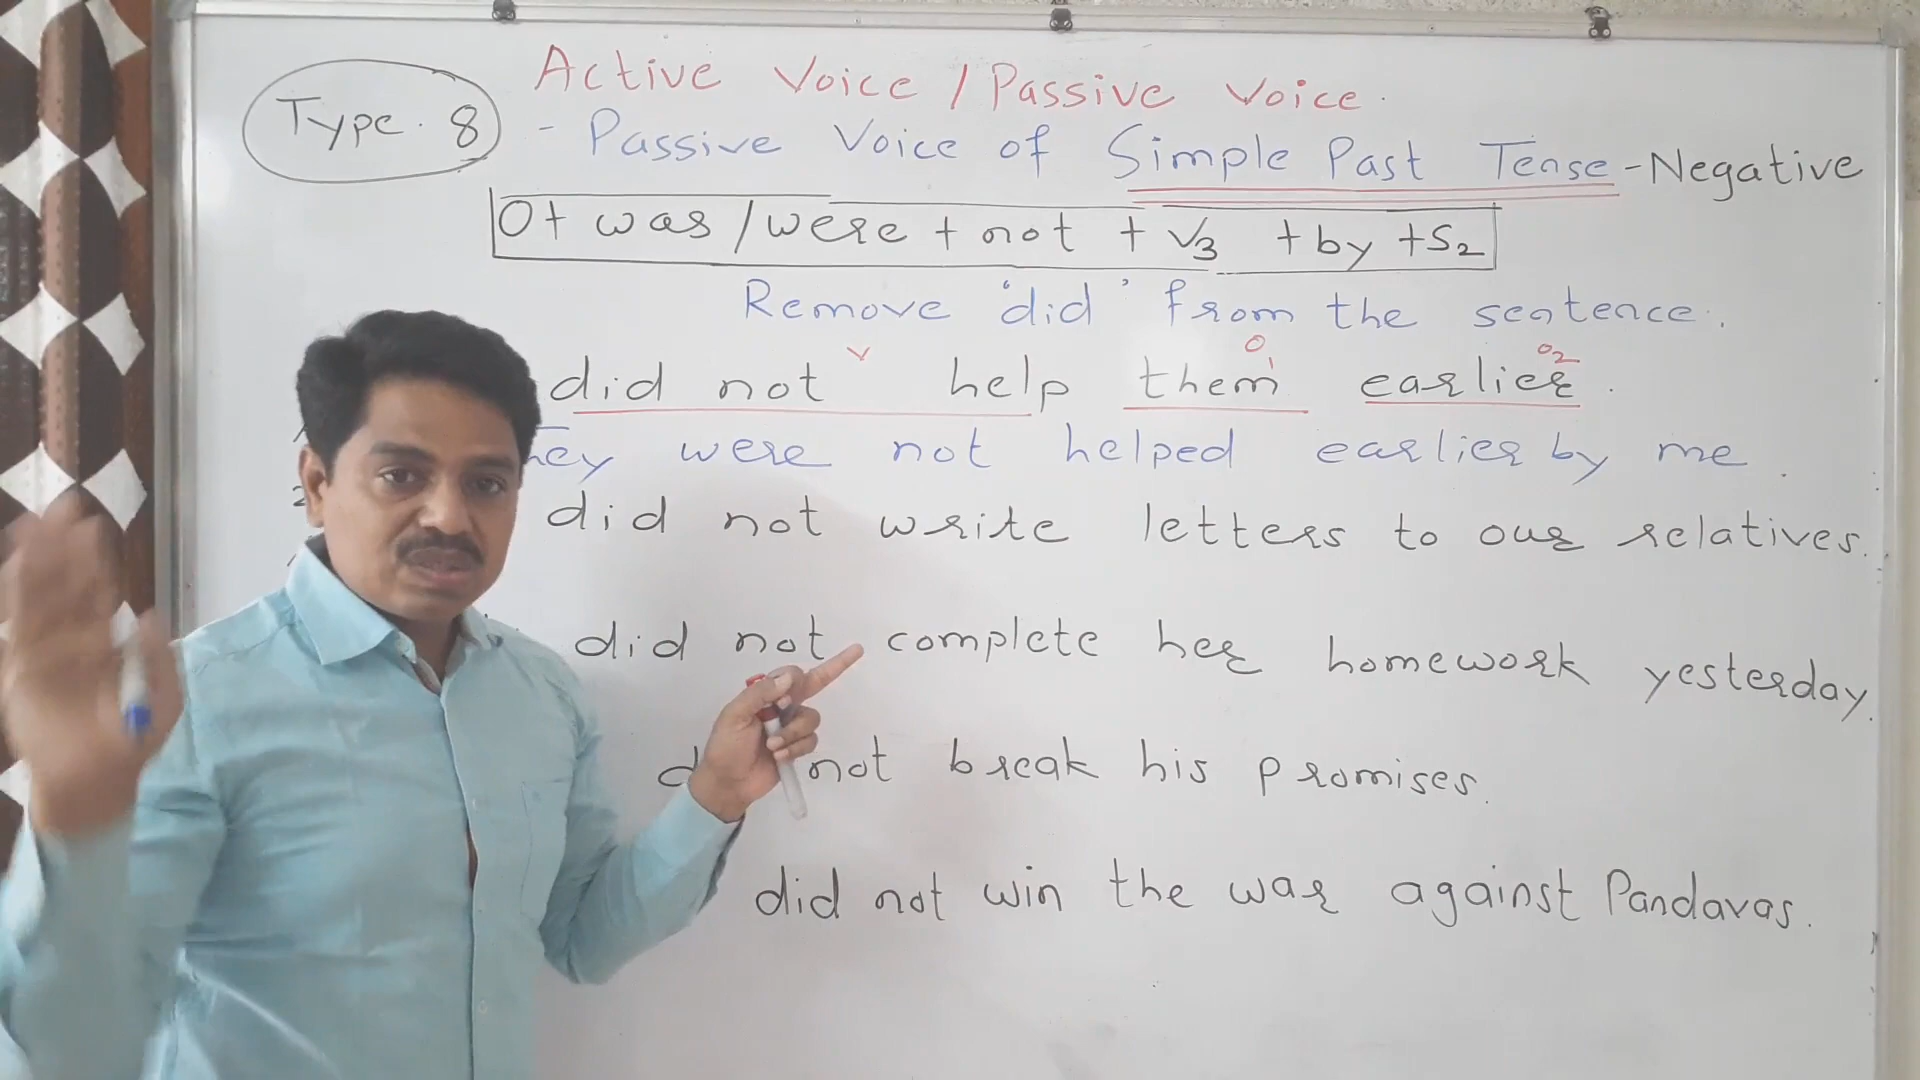 Active Voice / Passive Voice.
Type. 8
- Passive Voice of Simple Past Tense - Negative
O + was / were + not + V3 + by + S2
Remove 'did' from the sentence.
V O1 O2
did not help them earlier.
were not helped earlier by me.
2
did not write letters to our relatives.
did not complete her homework yesterday.
not break his promises.
did not win the war against Pandavas.